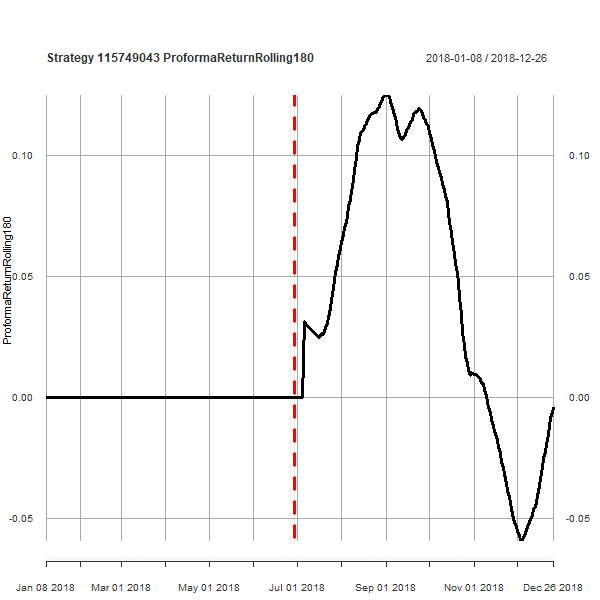 Strategy 115749043 ProformaReturnRolling180
2018-01-08 / 2018-12-26
ProformaReturnRolling180
0.10
0.10
0.05
0.05
0.00
0.00
-0.05
-0.05
Jan 08 2018
Mar 01 2018
May 01 2018
Jul 01 2018
Sep 01 2018
Nov 01 2018
Dec 26 2018